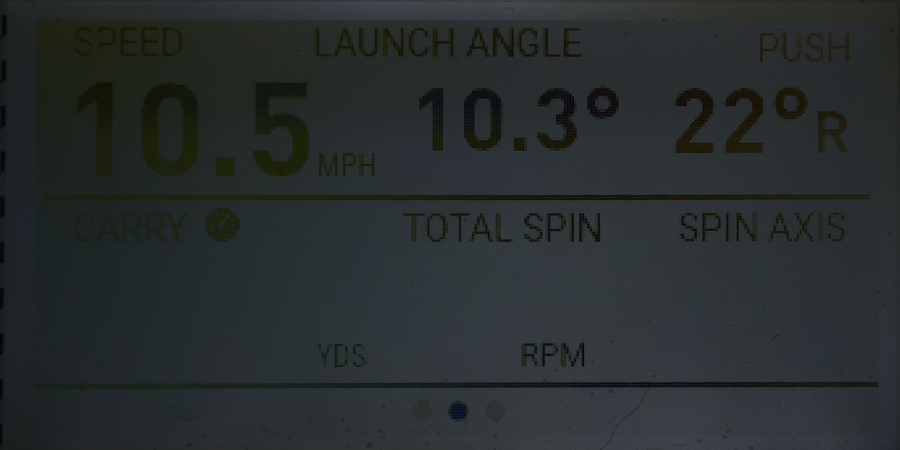 SPEED LAUNCH ANGLE PUSH
10.5 MPH 10.3° 22° R
CARRY TOTAL SPIN SPIN AXIS
YDS RPM